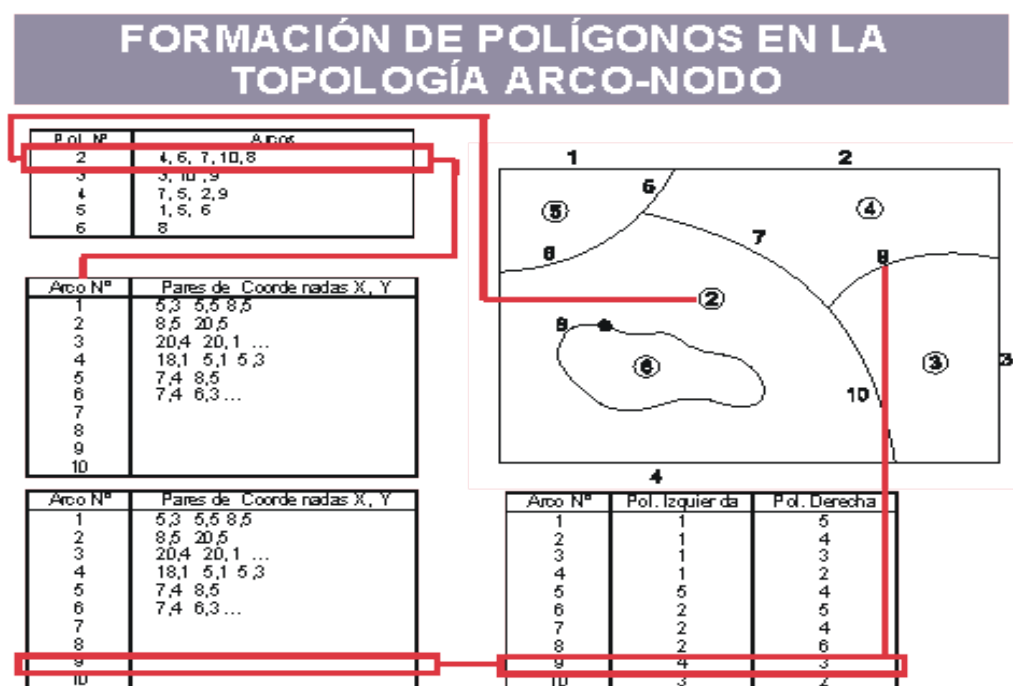 FORMACIÓN DE POLÍGONOS EN LA
TOPOLOGÍA ARCO-NODO
Pol. Nº Arcos
2 4, 6, 7, 10, 8
3 3, 10, 9
4 7, 5, 2, 9
5 1, 5, 6
6 8
Arco Nº Pares de Coordenadas X, Y
1 5,3 5,5 8,5
2 8,5 20,5
3 20,4 20,1 ...
4 18,1 5,1 5,3
5 7,4 8,5
6 7,4 6,3 ...
7
8
9
10
Arco Nº Pares de Coordenadas X, Y
1 5,3 5,5 8,5
2 8,5 20,5
3 20,4 20,1 ...
4 18,1 5,1 5,3
5 7,4 8,5
6 7,4 6,3 ...
7
8
9
10
1 2
5
5 4
7
6
9
2
8
6
3 3
10
4
Arco Nº Pol. Izquierda Pol. Derecha
1 1 5
2 1 4
3 1 3
4 1 2
5 5 4
6 2 5
7 2 4
8 2 6
9 4 3
10 3 2